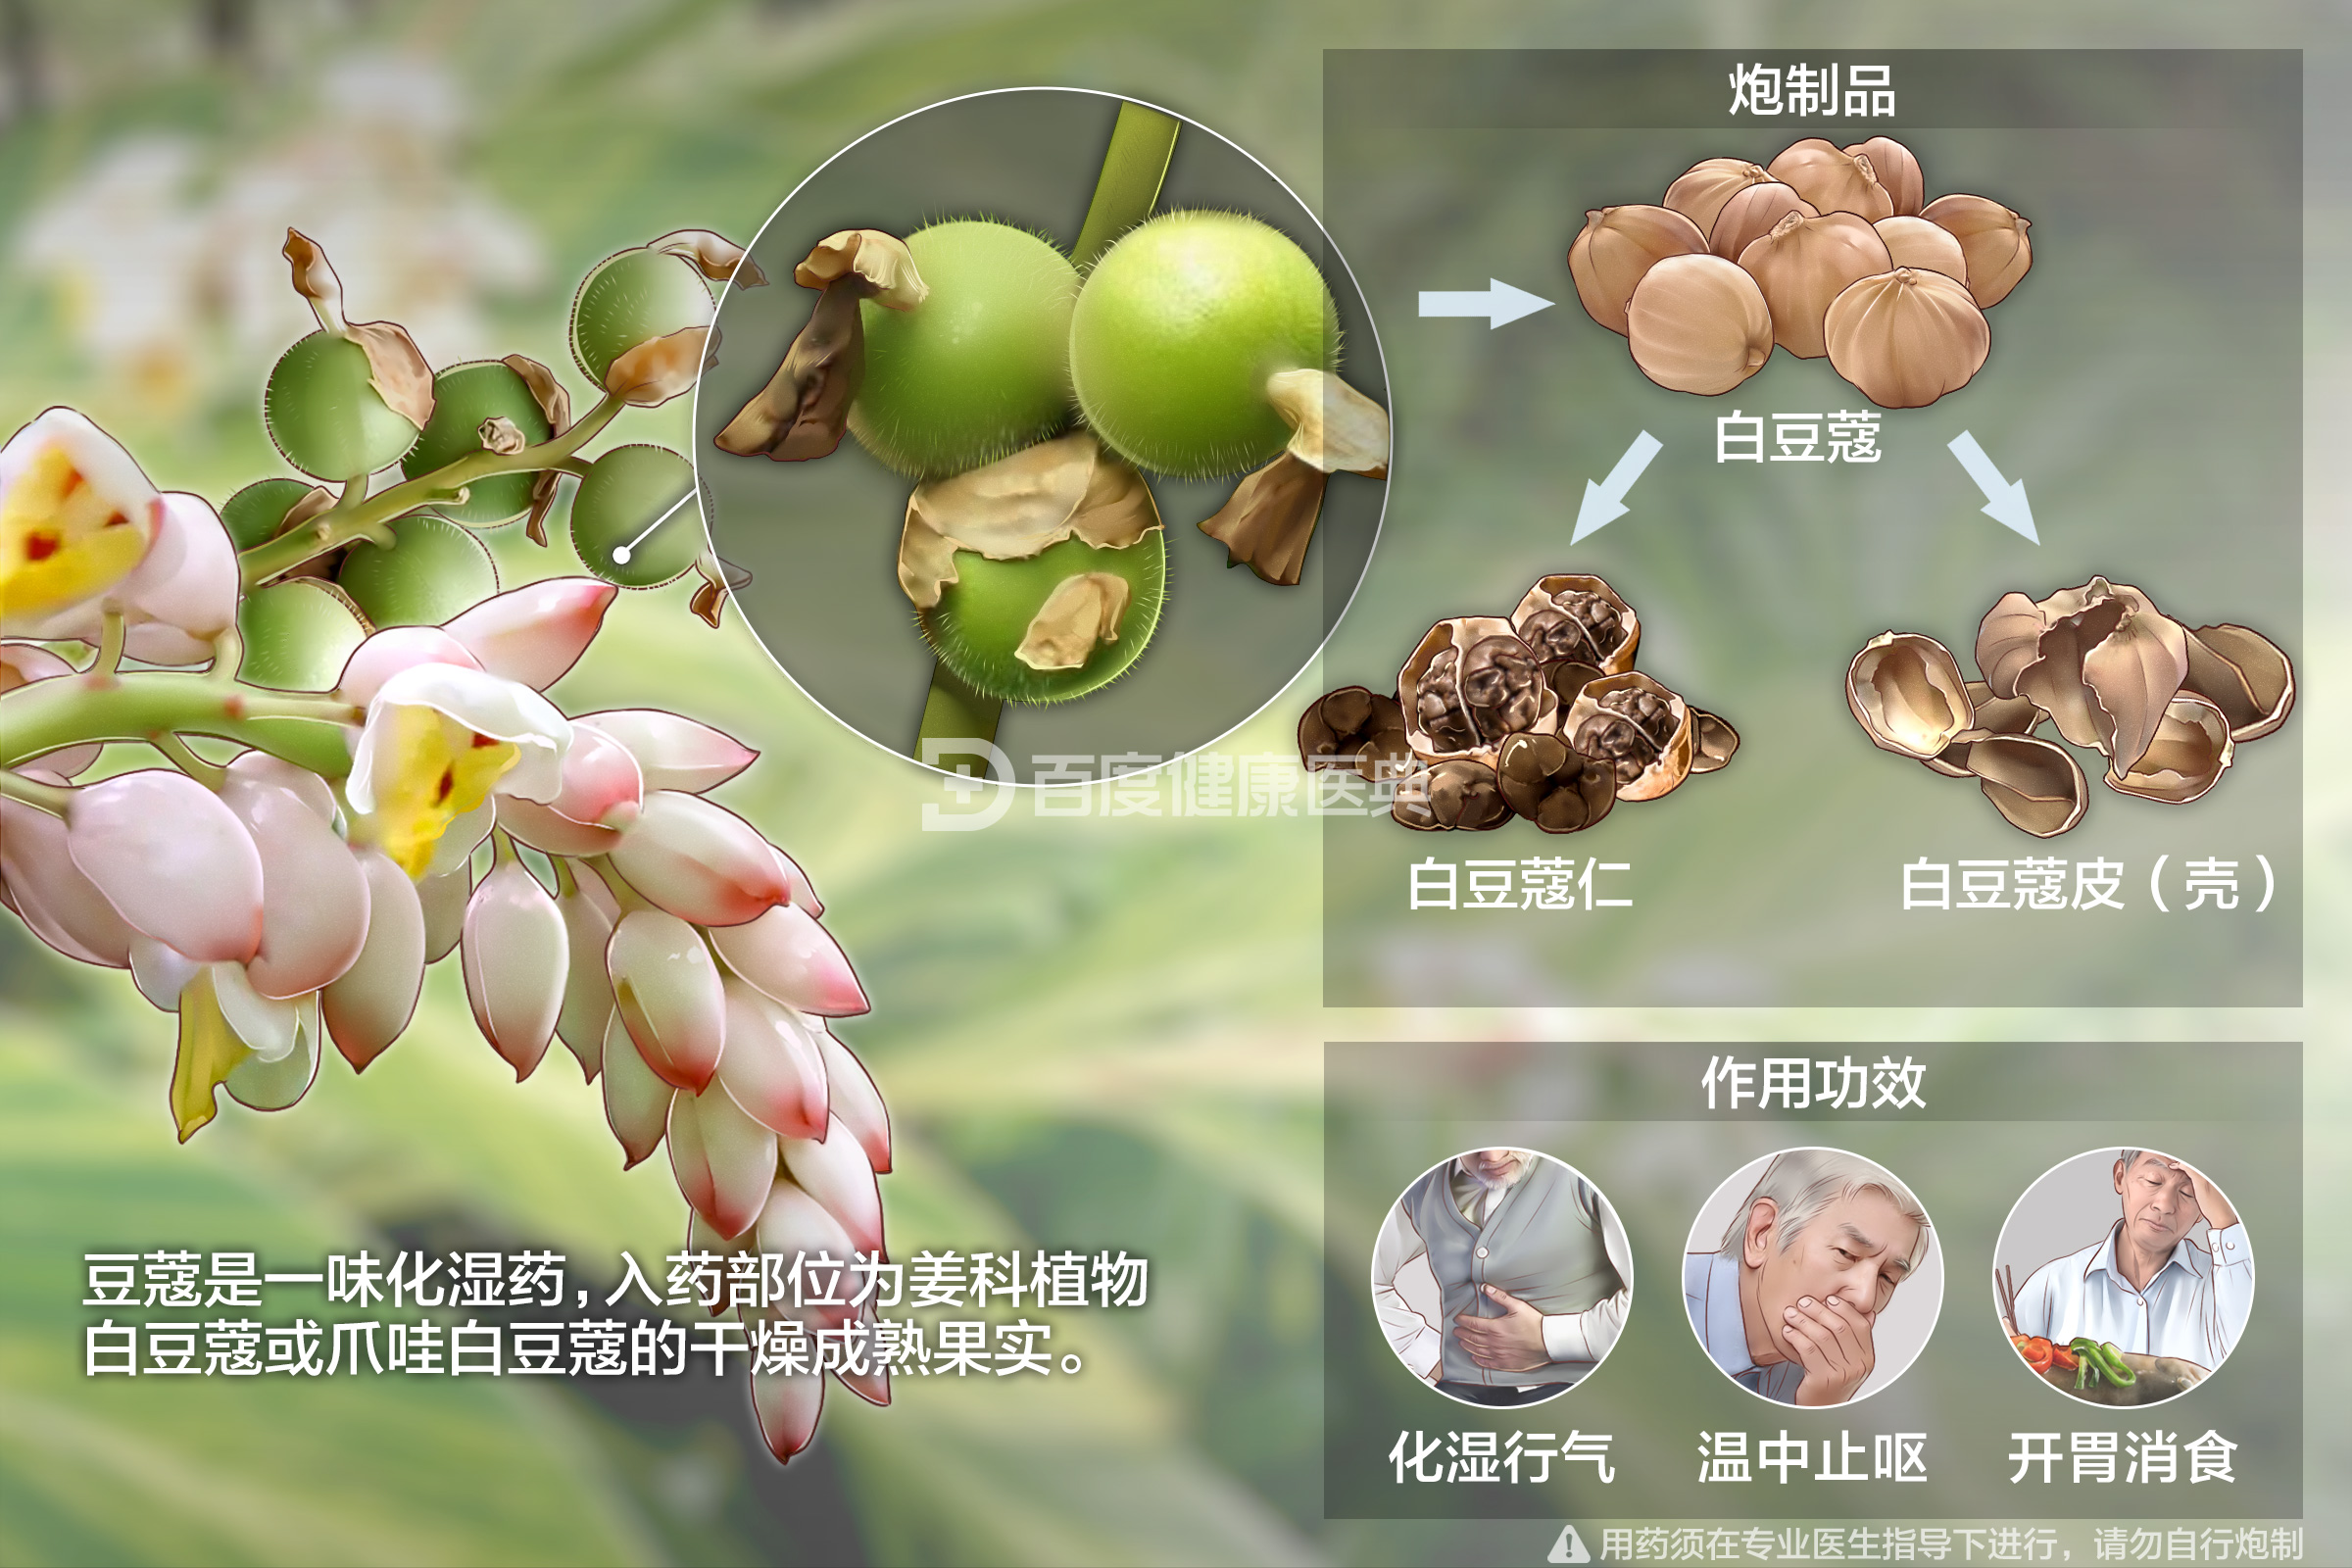 炮制品
白豆蔻
白豆蔻仁
白豆蔻皮（壳）
百度健康医典
作用功效
化湿行气
温中止呕
开胃消食
豆蔻是一味化湿药，入药部位为姜科植物
白豆蔻或爪哇白豆蔻的干燥成熟果实。
用药须在专业医生指导下进行，请勿自行炮制